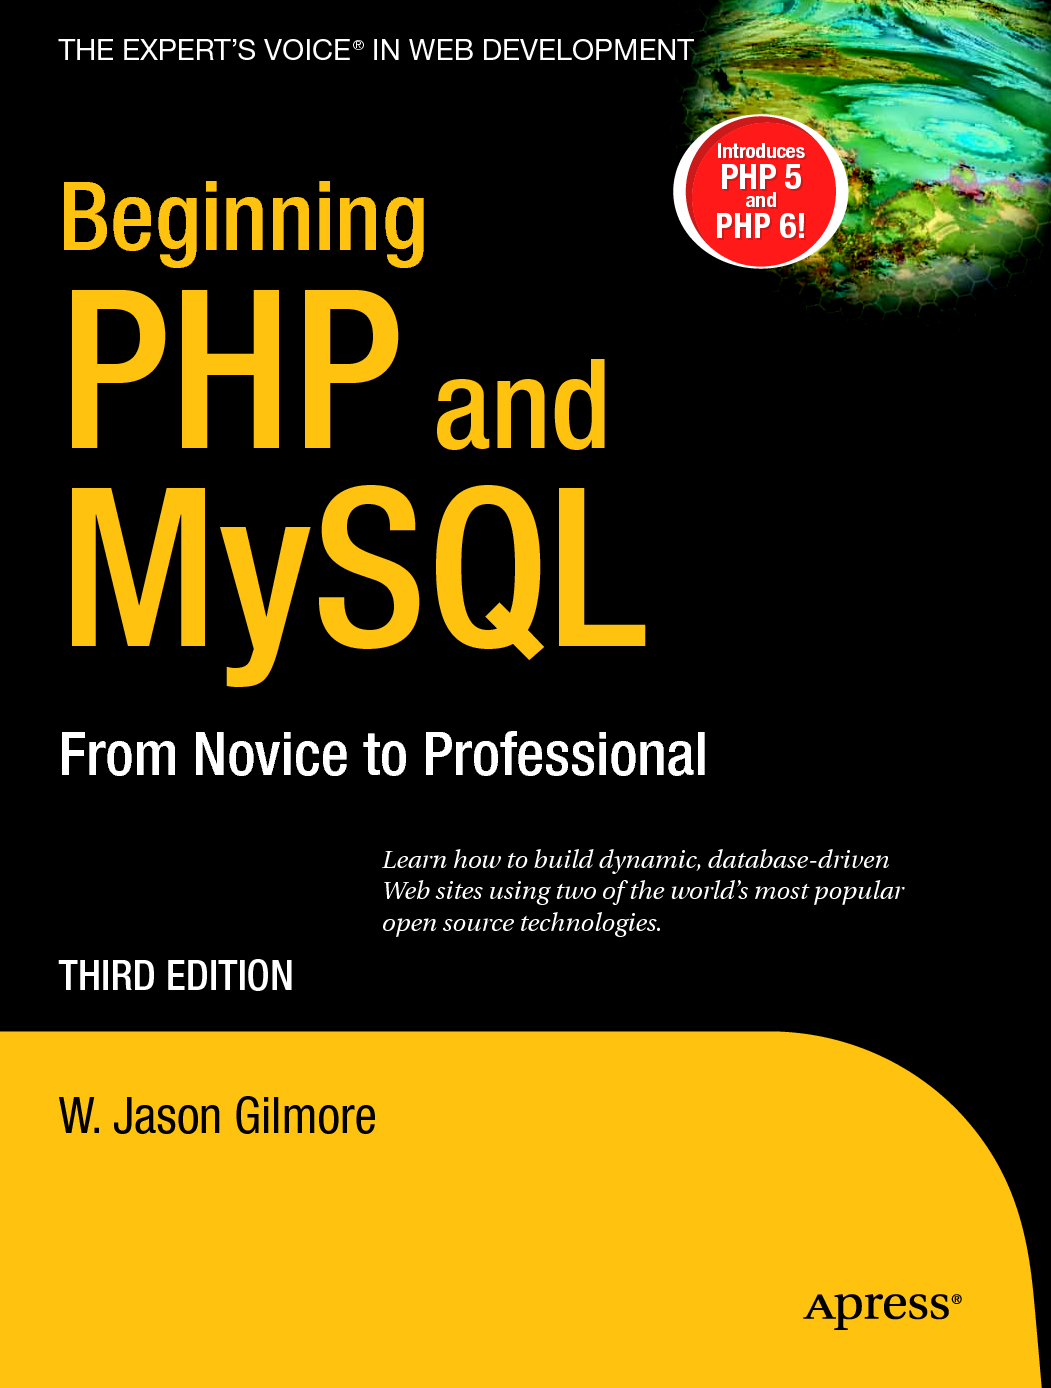 THE EXPERT’S VOICE® IN WEB DEVELOPMENT
Introduces
PHP 5
and
PHP 6!
Beginning
PHP and
MySQL
From Novice to Professional
Learn how to build dynamic, database-driven
Web sites using two of the world’s most popular
open source technologies.
THIRD EDITION
W. Jason Gilmore
Apress®